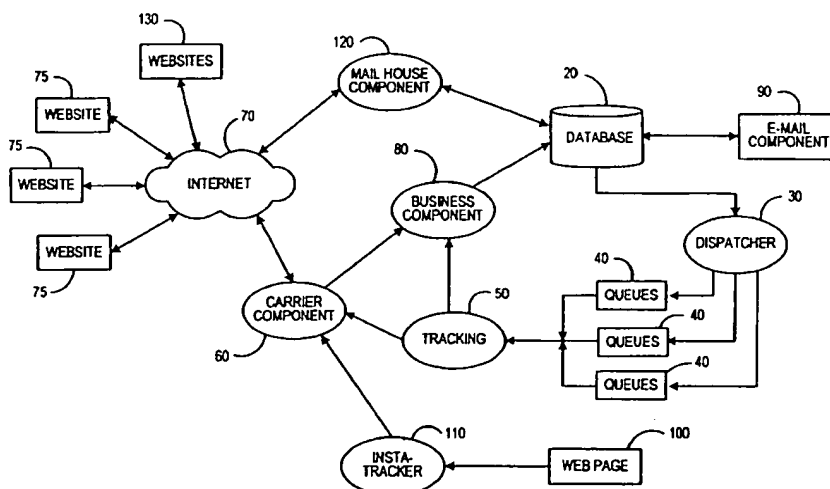 130
WEBSITES
120
MAIL HOUSE
COMPONENT
75
WEBSITE
70
20
DATABASE
90
E-MAIL
COMPONENT
75
WEBSITE
INTERNET
80
BUSINESS
COMPONENT
30
DISPATCHER
WEBSITE
75
CARRIER
COMPONENT
60
50
TRACKING
40
QUEUES
40
QUEUES
40
QUEUES
110
INSTA-
TRACKER
100
WEB PAGE